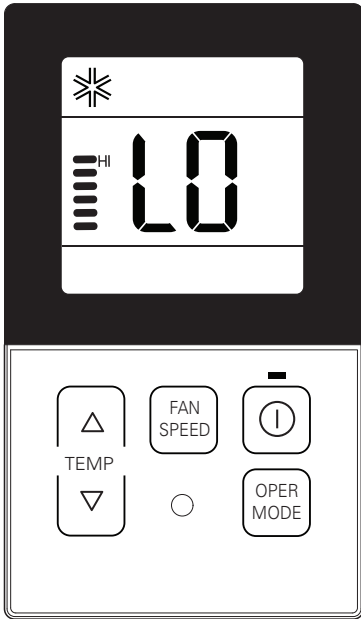 HI
LO
FAN
SPEED
TEMP
OPER
MODE